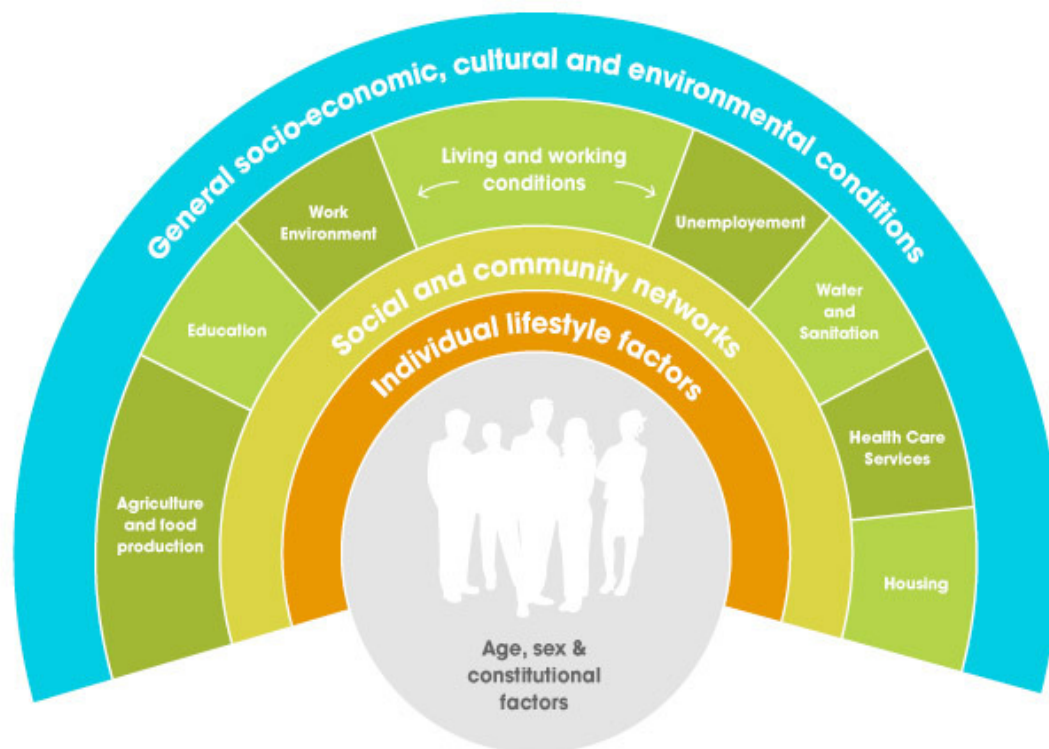 General socio-economic, cultural and environmental conditions
Living and working
conditions
Work
Environment
Unemployement
Education
Water
and
Sanitation
Agriculture
and food
production
Health Care
Services
Housing
Social and community networks
Individual lifestyle factors
Age, sex &
constitutional
factors